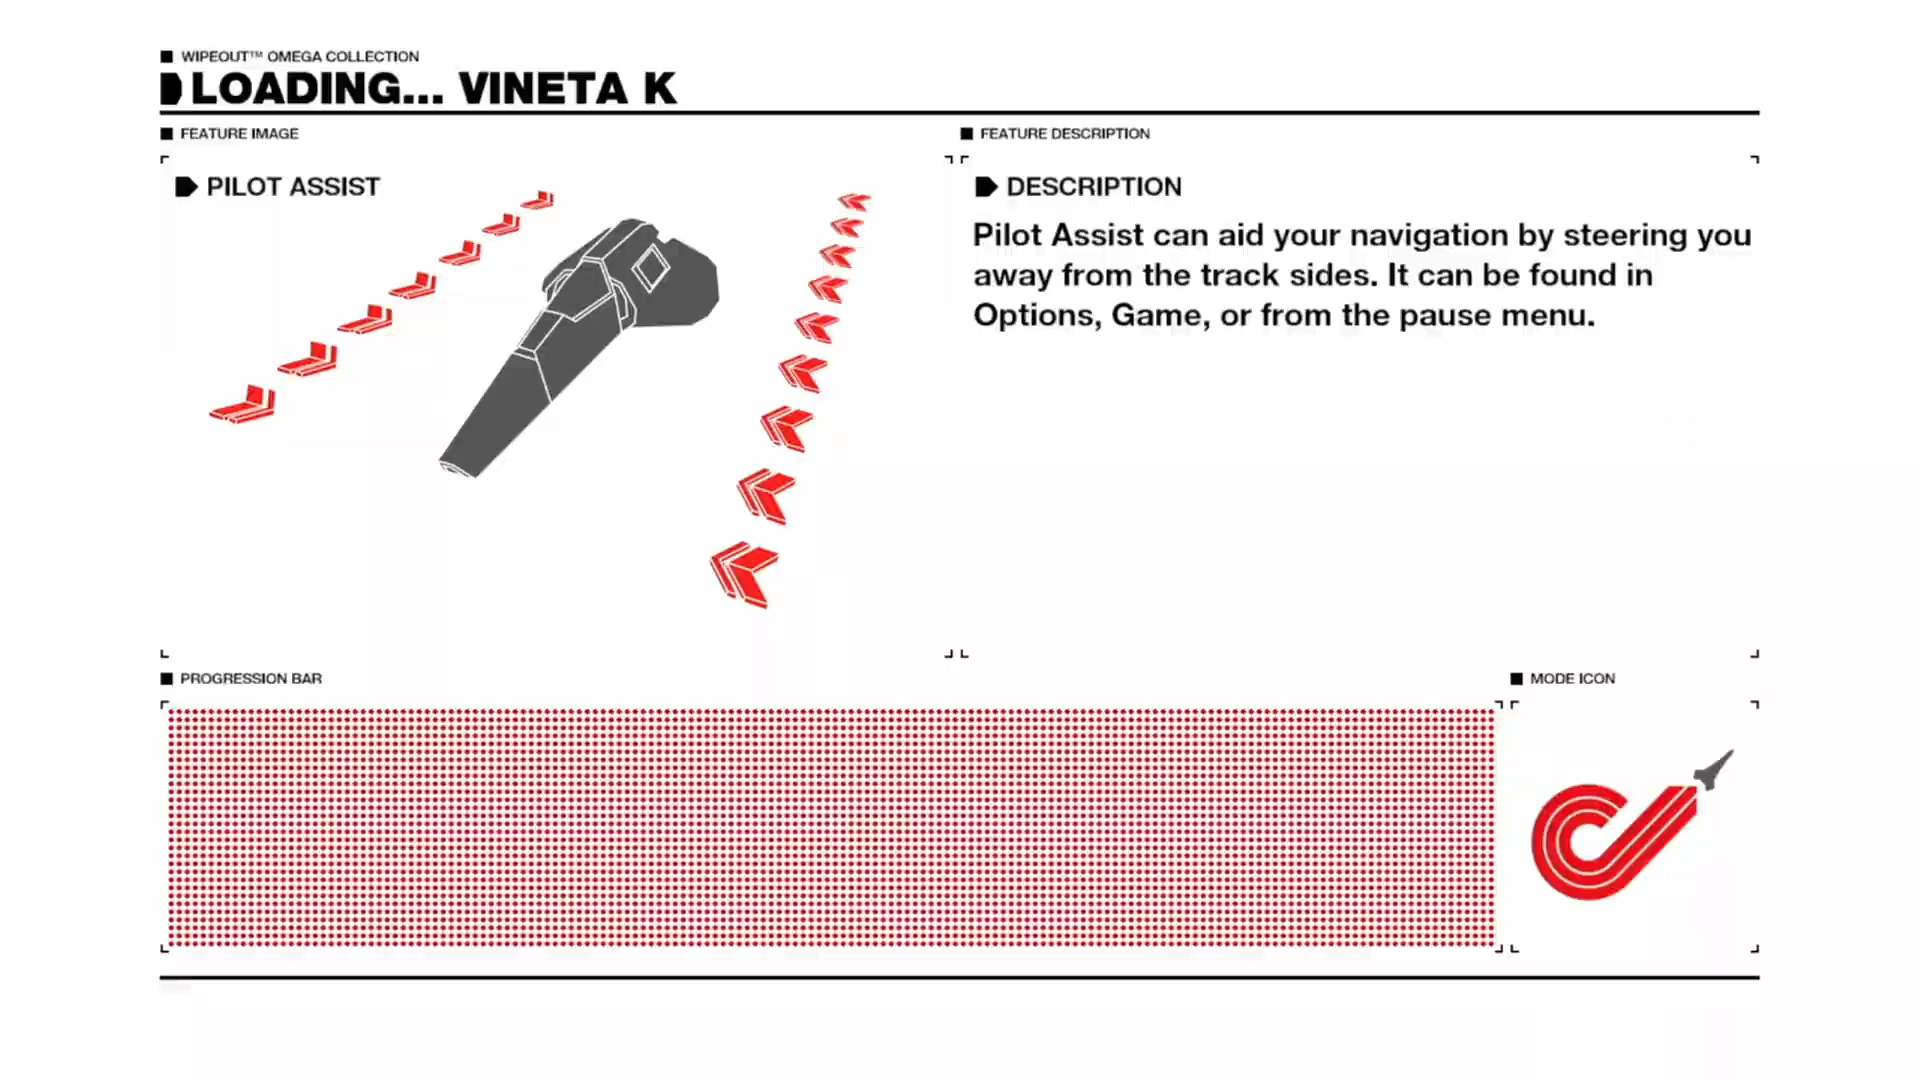 WIPEOUT™ OMEGA COLLECTION
LOADING... VINETA K
FEATURE IMAGE
PILOT ASSIST
FEATURE DESCRIPTION
DESCRIPTION
Pilot Assist can aid your navigation by steering you
away from the track sides. It can be found in
Options, Game, or from the pause menu.
PROGRESSION BAR
MODE ICON